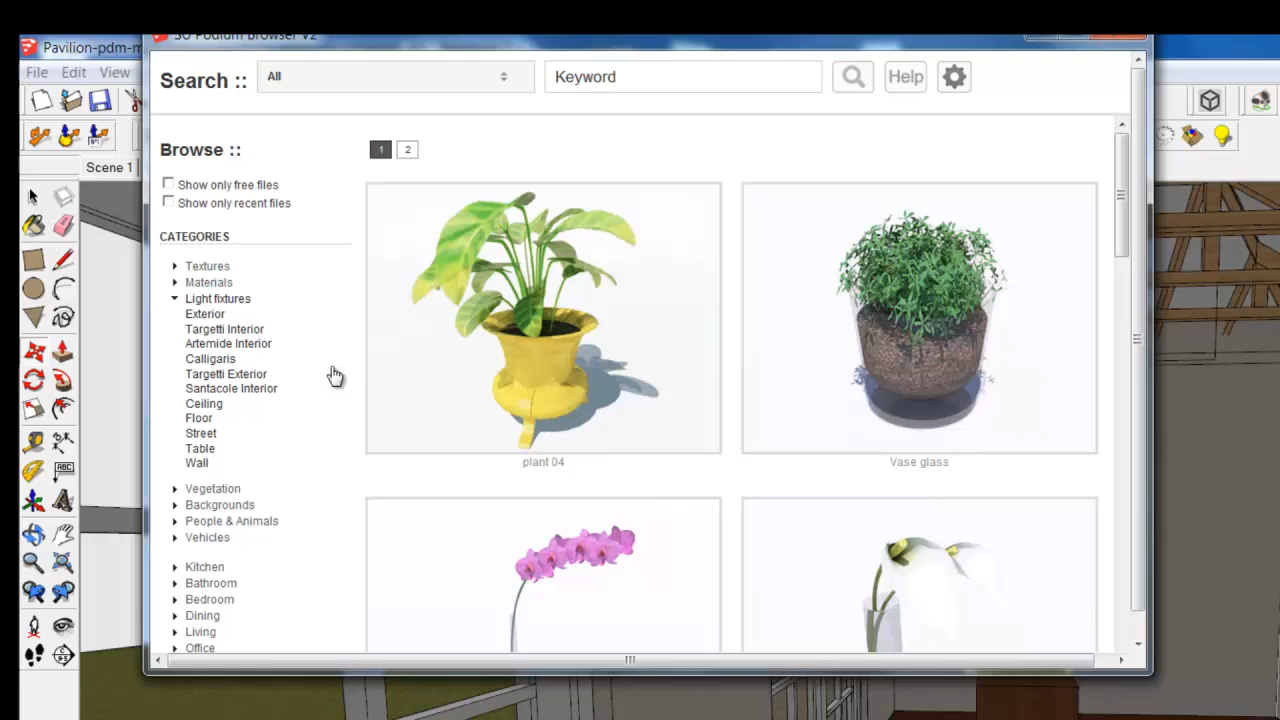 SU Podium Browser V2
Pavilion-pdm-m
File Edit View
Search :: All Keyword Help
Scene 1
Browse :: 1 2
Show only free files
Show only recent files
CATEGORIES
Textures
Materials
Light fixtures
Exterior
Targetti Interior
Artemide Interior
Calligaris
Targetti Exterior
Santacole Interior
Ceiling
Floor
Street
Table
Wall
plant 04 Vase glass
Vegetation
Backgrounds
People & Animals
Vehicles
Kitchen
Bathroom
Bedroom
Dining
Living
Office
ABC